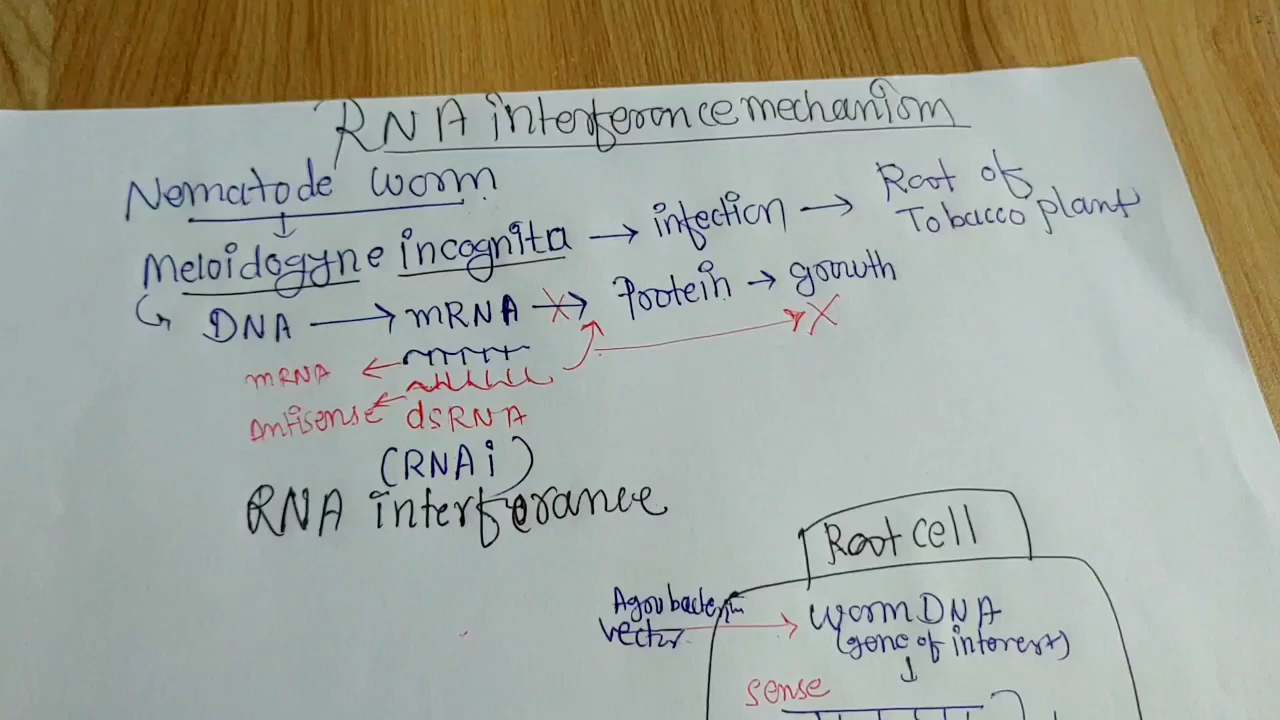 RNA interferance mechanism
Nematode worm
Meloidogyne incognita → infection → Root of
Tobacco plant
DNA → mRNA → Protein → growth
mRNA
antisense dsRNA
(RNAi)
RNA interferance
Root cell
Agrobacterium
vector
worm DNA
(gene of interest)
sense